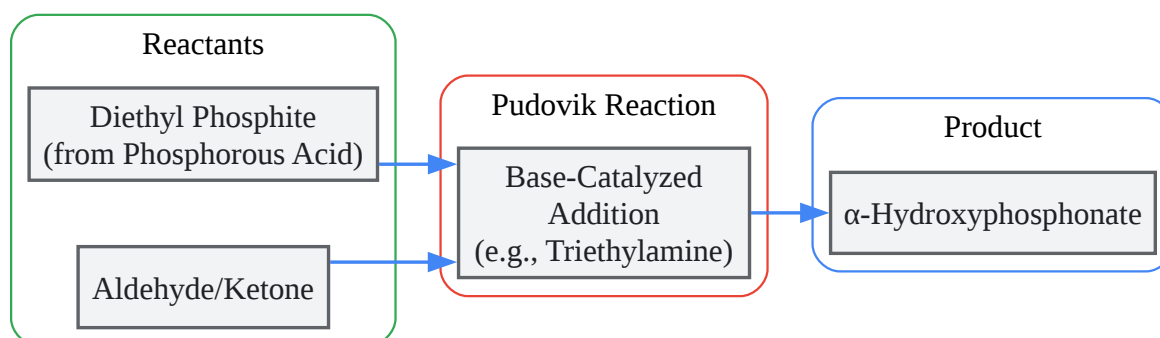 Reactants
Diethyl Phosphite
(from Phosphorous Acid)
Aldehyde/Ketone
Pudovik Reaction
Base-Catalyzed
Addition
(e.g., Triethylamine)
Product
α-Hydroxyphosphonate